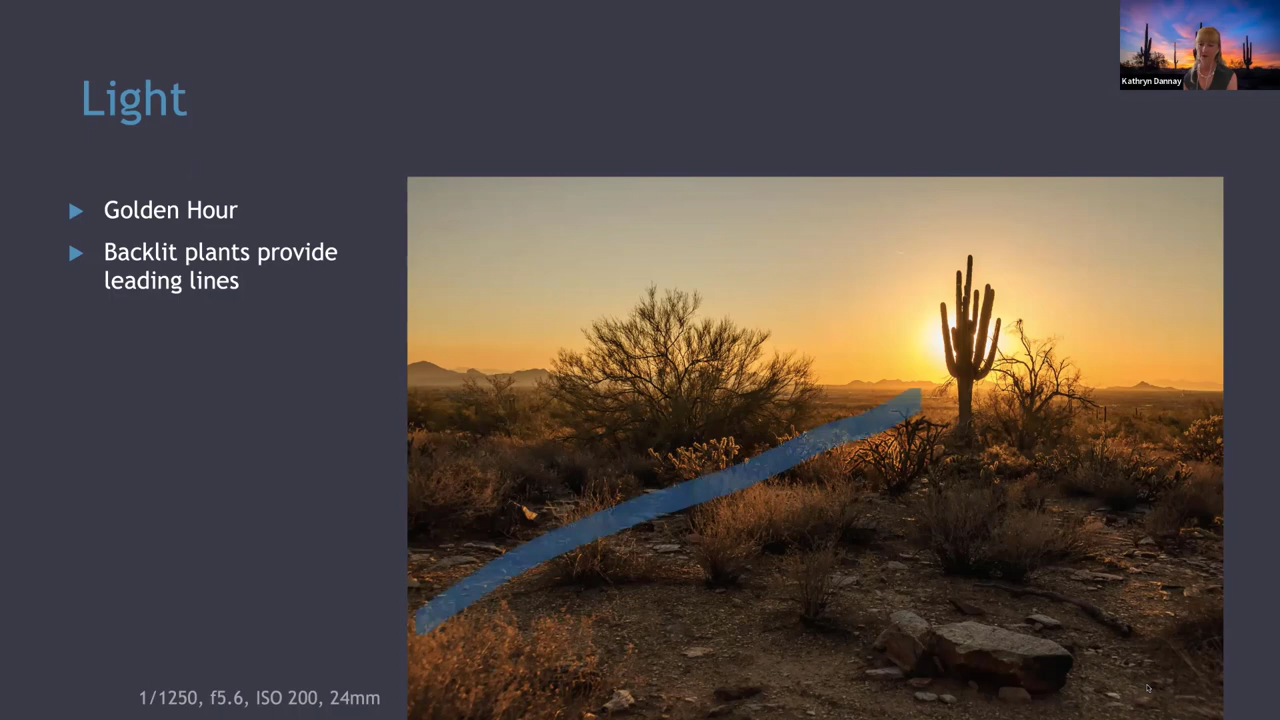 Kathryn Dannay
Light
Golden Hour
Backlit plants provide
leading lines
1/1250, f5.6, ISO 200, 24mm